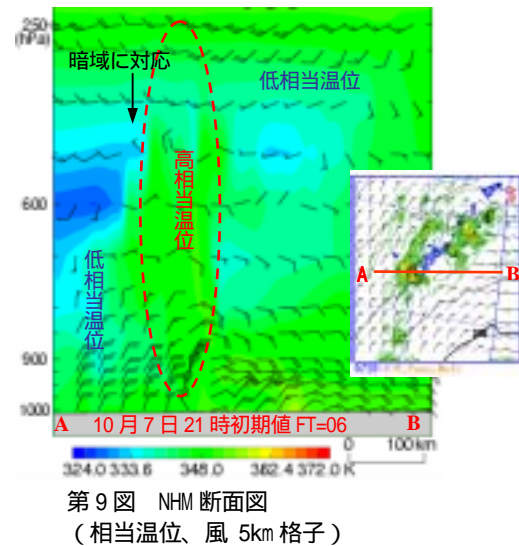 250
(hPa)
暗域に対応
低相当温位
高相当温位
600
低相当温位
900
1000
A 10月7日21時初期値 FT=06 B
A B
0 100km
324.0 333.6 348.0 362.4 372.0 K
第9図 NHM断面図
(相当温位、風 5km格子)